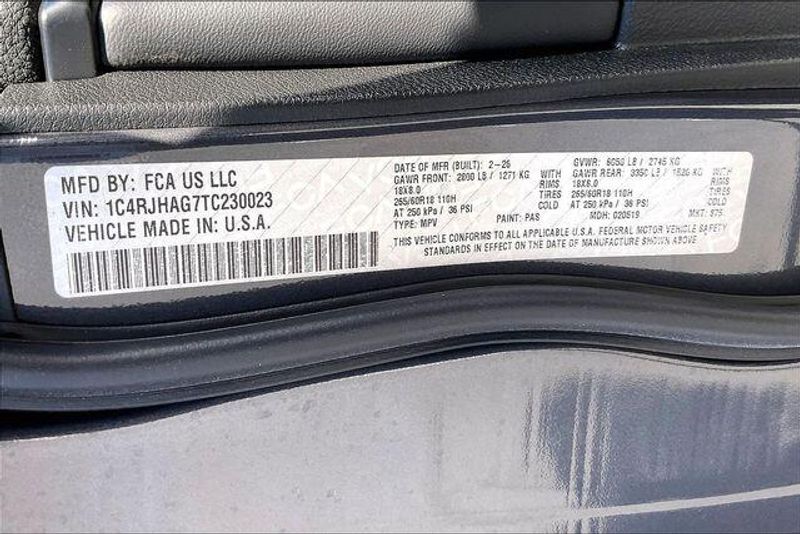 MFD BY: FCA US LLC
VIN: 1C4RJHAG7TC230023
VEHICLE MADE IN: U.S.A.
DATE OF MFR (BUILT): 2-26 GVWR: 6050 LB / 2745 KG
GAWR FRONT: 2800 LB / 1271 KG WITH GAWR REAR: 3350 LB / 1520 KG WITH
18X8.0 RIMS 18X8.0 RIMS
265/60R18 110H TIRES 265/60R18 110H TIRES
AT 250 kPa / 36 PSI AT 250 kPa / 36 PSI
TYPE: MPV PAINT: PAS MDH: 020519 MKT:
THIS VEHICLE CONFORMS TO ALL APPLICABLE U.S.A. FEDERAL MOTOR VEHICLE SAFETY
STANDARDS IN EFFECT ON THE DATE OF MANUFACTURE SHOWN ABOVE